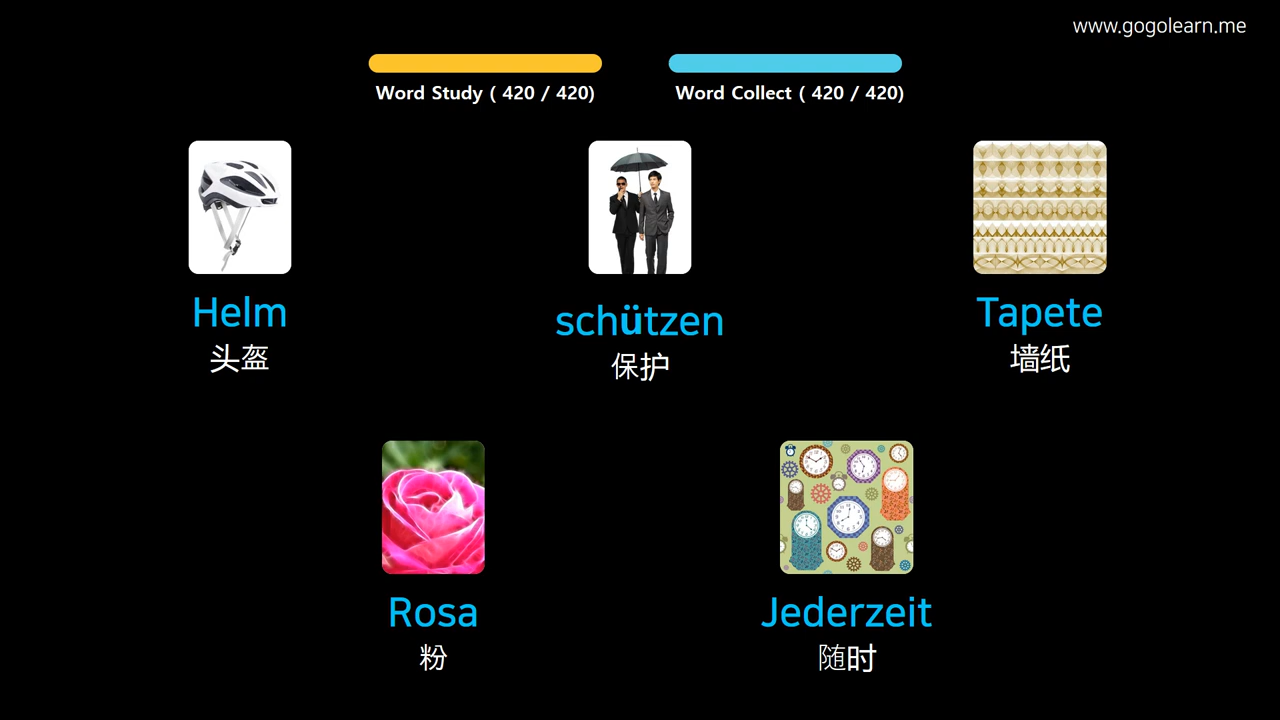 www.gogolearn.me
Word Study ( 420 / 420)
Word Collect ( 420 / 420)
Helm
头盔
schützen
保护
Tapete
墙纸
Rosa
粉
Jederzeit
随时